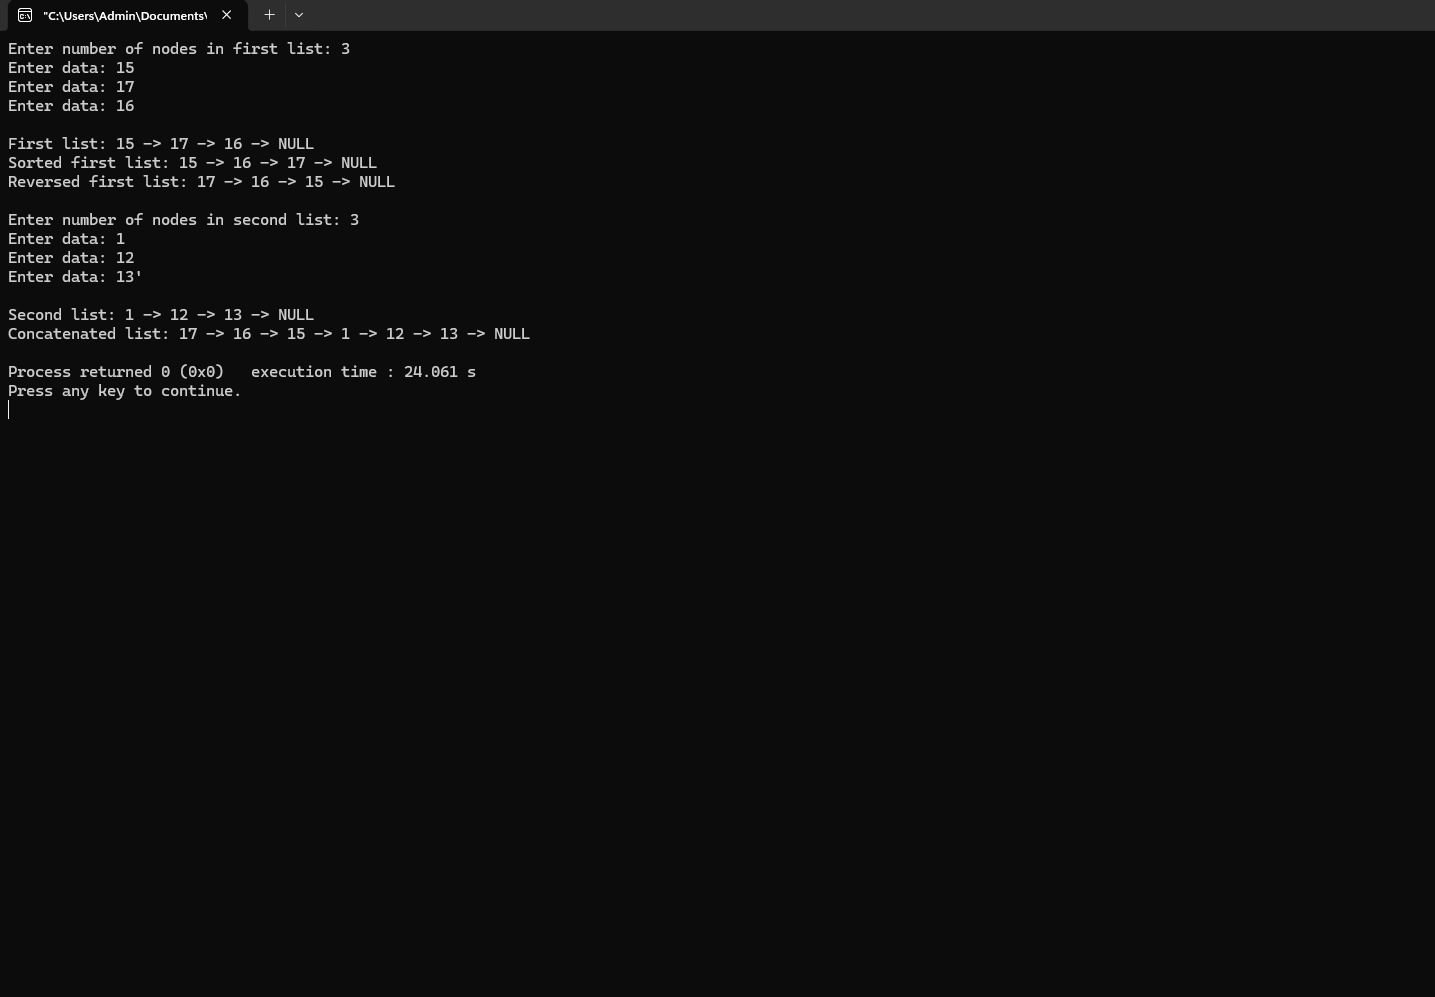 "C:\Users\Admin\Documents\
Enter number of nodes in first list: 3
Enter data: 15
Enter data: 17
Enter data: 16
First list: 15 -> 17 -> 16 -> NULL
Sorted first list: 15 -> 16 -> 17 -> NULL
Reversed first list: 17 -> 16 -> 15 -> NULL
Enter number of nodes in second list: 3
Enter data: 1
Enter data: 12
Enter data: 13'
Second list: 1 -> 12 -> 13 -> NULL
Concatenated list: 17 -> 16 -> 15 -> 1 -> 12 -> 13 -> NULL
Process returned 0 (0x0)   execution time : 24.061 s
Press any key to continue.